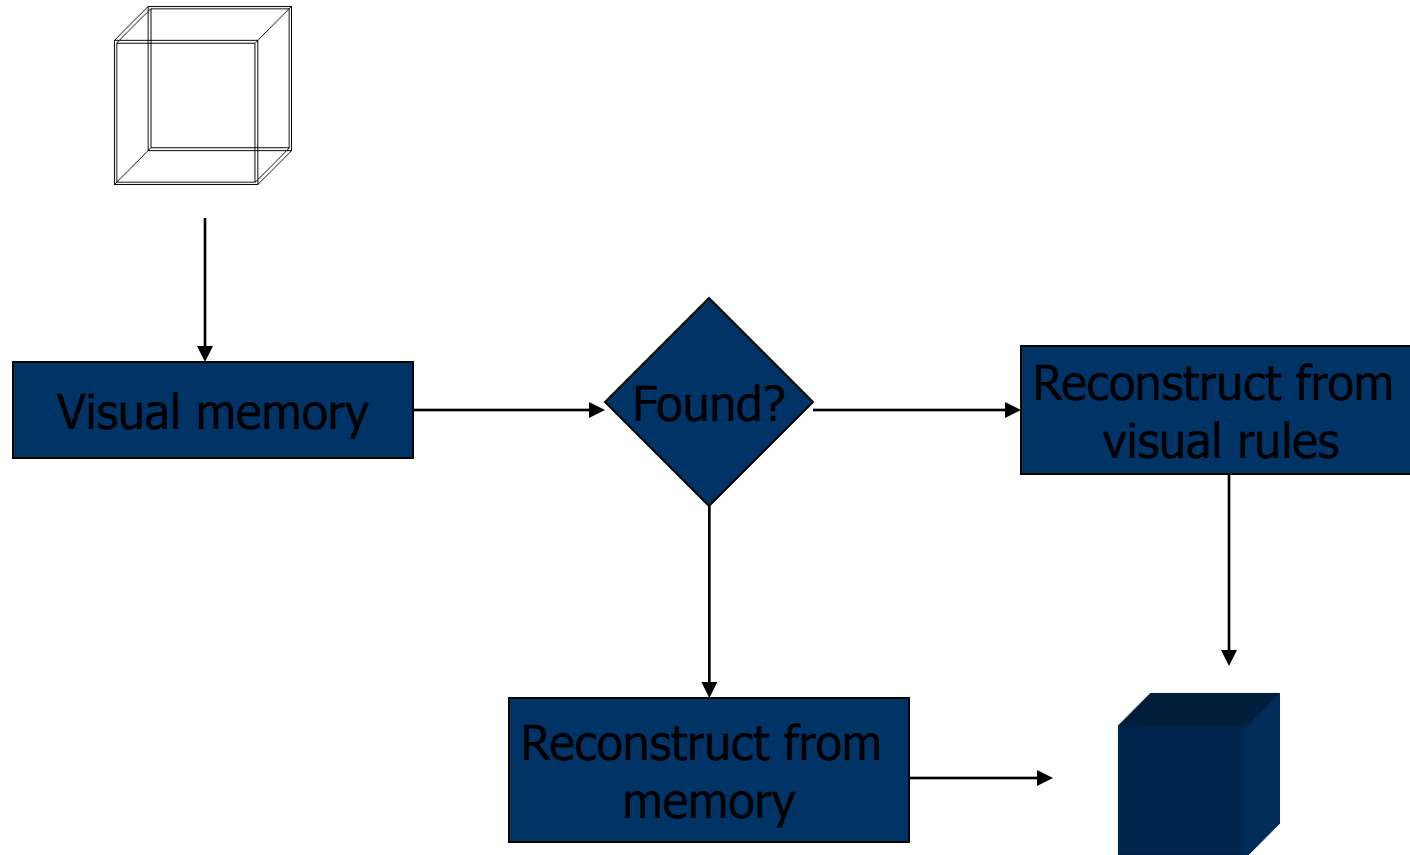 Visual memory
Found?
Reconstruct from
visual rules
Reconstruct from
memory